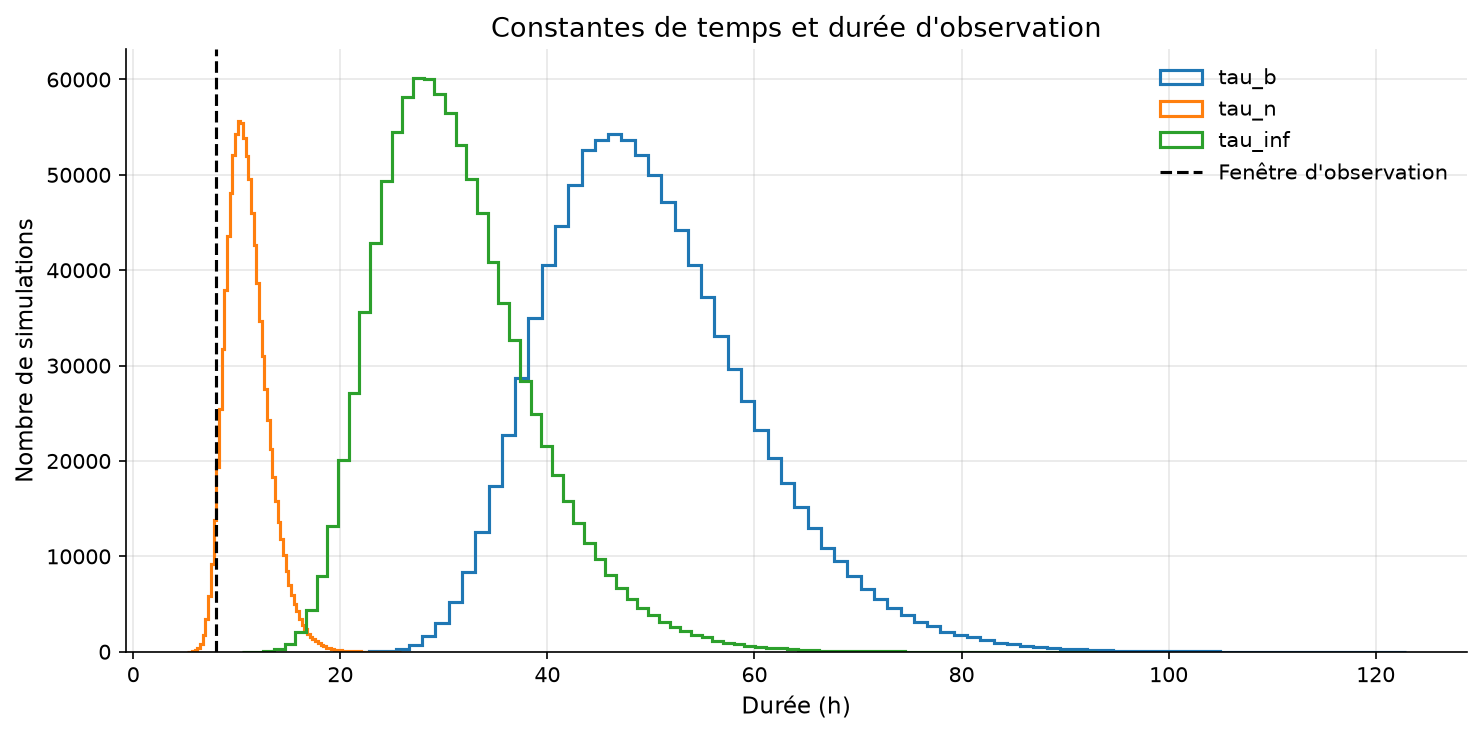 Constantes de temps et durée d'observation
tau_b
tau_n
tau_inf
Fenêtre d'observation
Nombre de simulations
60000
50000
40000
30000
20000
10000
0
0 20 40 60 80 100 120
Durée (h)